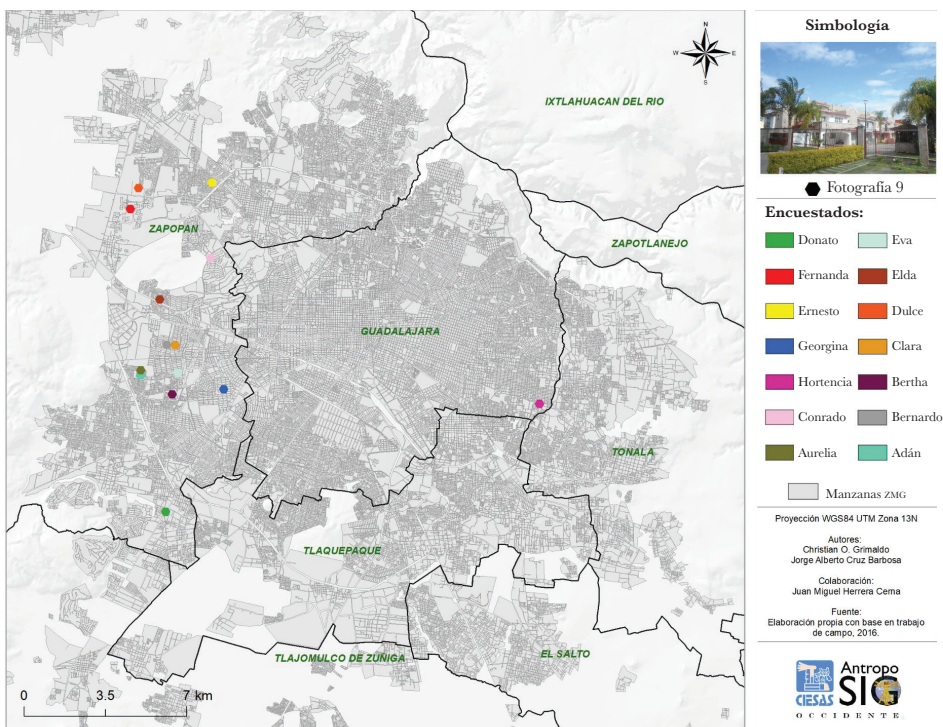 N
W
E
S
IXTLAHUACAN DEL RIO
ZAPOPAN
ZAPOTLANEJO
GUADALAJARA
TONALA
TLAQUEPAQUE
TLAJOMULCO DE ZÚÑIGA
EL SALTO
0 3.5 7 km
Simbología
Fotografía 9
Encuestados:
Donato Eva
Fernanda Elda
Ernesto Dulce
Georgina Clara
Hortencia Bertha
Conrado Bernardo
Aurelia Adán
Manzanas ZMG
Proyección WGS84 UTM Zona 13N
Autores:
Christian O. Grimaldo
Jorge Alberto Cruz Barbosa
Colaboración:
Juan Miguel Herrera Cema
Fuente:
Elaboración propia con base en trabajo
de campo, 2016.
CIESAS
Antropo
SIG
OCCIDENTE